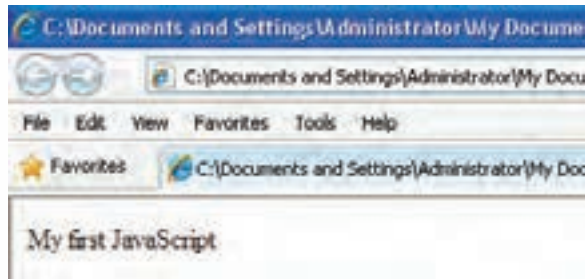 C:\Documents and Settings\Administrator\My Docume
C:\Documents and Settings\Administrator\My Docu
File Edit View Favorites Tools Help
Favorites C:\Documents and Settings\Administrator\My Doc
My first JavaScript